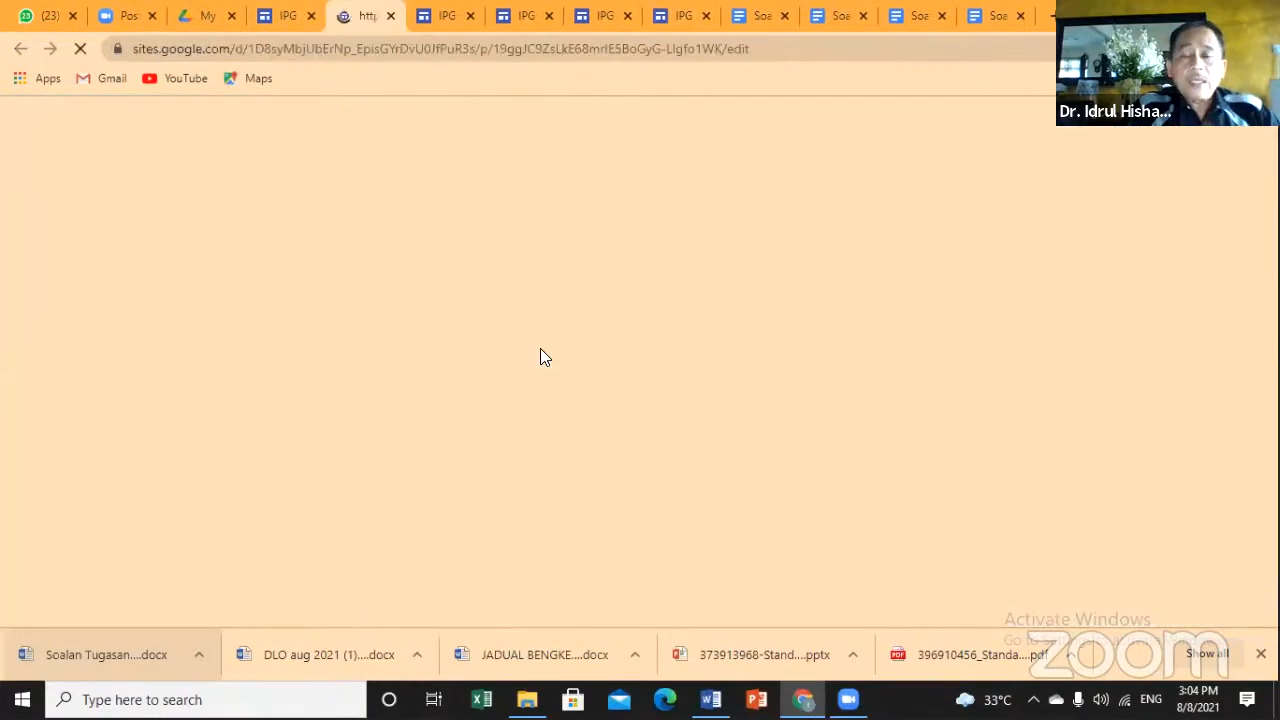 (23)
Pos
My
IPG
http
IPG
IPG
IPG
IPG
Soa
Soa
Soa
Soa
sites.google.com/d/1D8syMbjUbErNp_EpisGYrDvU0JfPuR3s/p/19ggJC9ZsLkE68mrIE5BoGyG-LIgfo1WK/edit
Apps
Gmail
YouTube
Maps
Dr. Idrul Hisha...
Activate Windows
zoom
Soalan Tugasan....docx
DLO aug 2021 (1)....docx
JADUAL BENGKE....docx
373913968-Stand....pptx
396910456_Standa....pdf
Show all
Type here to search
33°C
ENG
3:04 PM
8/8/2021